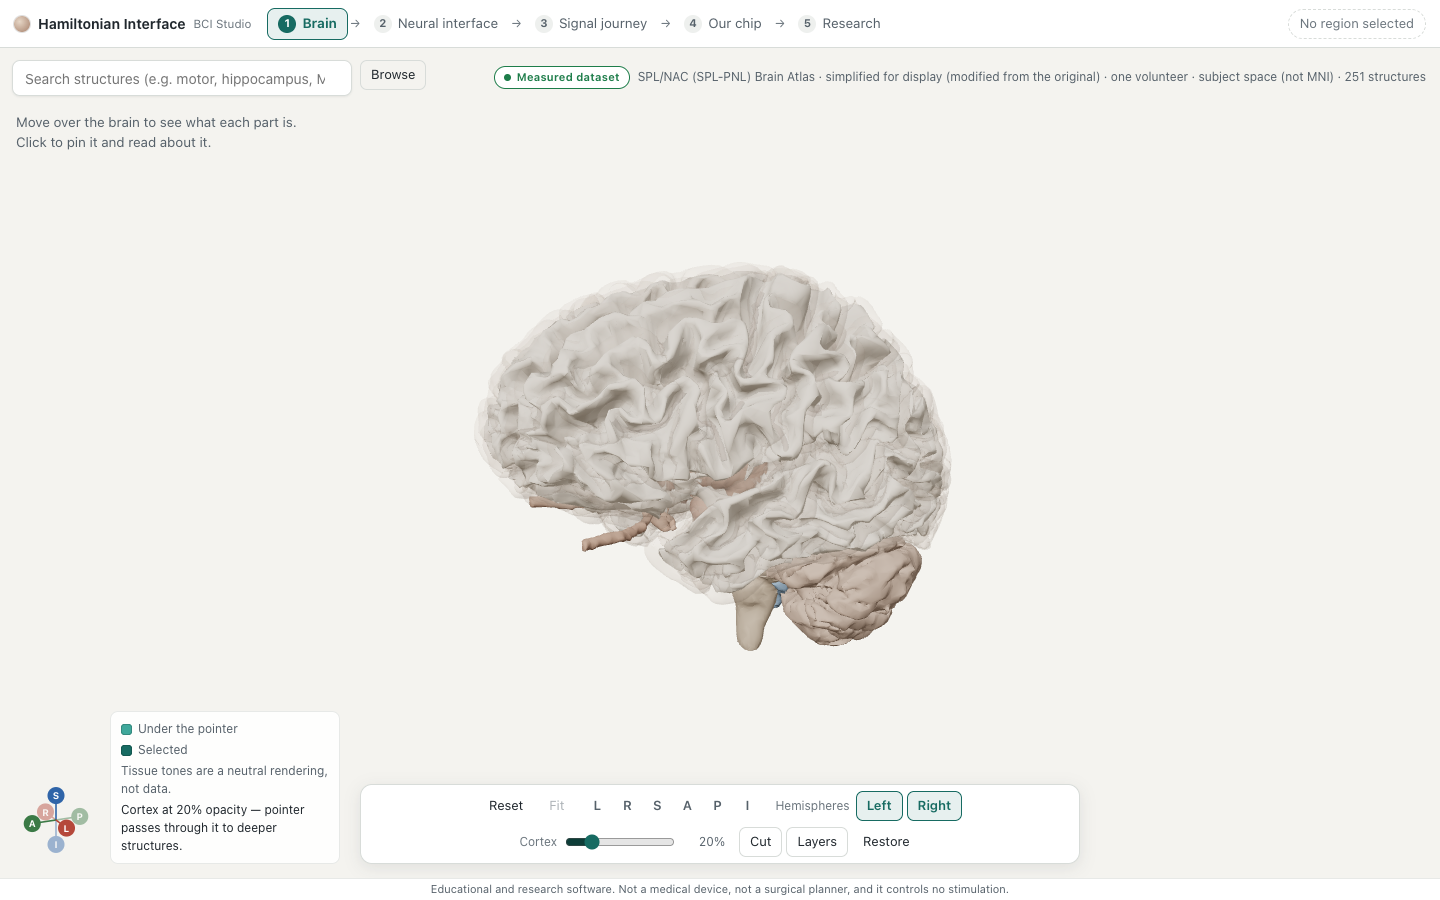 Hamiltonian Interface BCI Studio 1 Brain → 2 Neural interface → 3 Signal journey → 4 Our chip → 5 Research No region selected
Search structures (e.g. motor, hippocampus, Browse
Measured dataset SPL/NAC (SPL-PNL) Brain Atlas · simplified for display (modified from the original) · one volunteer · subject space (not MNI) · 251 structures
Move over the brain to see what each part is.
Click to pin it and read about it.
Under the pointer
Selected
Tissue tones are a neutral rendering,
not data.
Cortex at 20% opacity — pointer
passes through it to deeper
structures.
S
R P
A L
I
Reset Fit L R S A P I Hemispheres Left Right
Cortex 20% Cut Layers Restore
Educational and research software. Not a medical device, not a surgical planner, and it controls no stimulation.